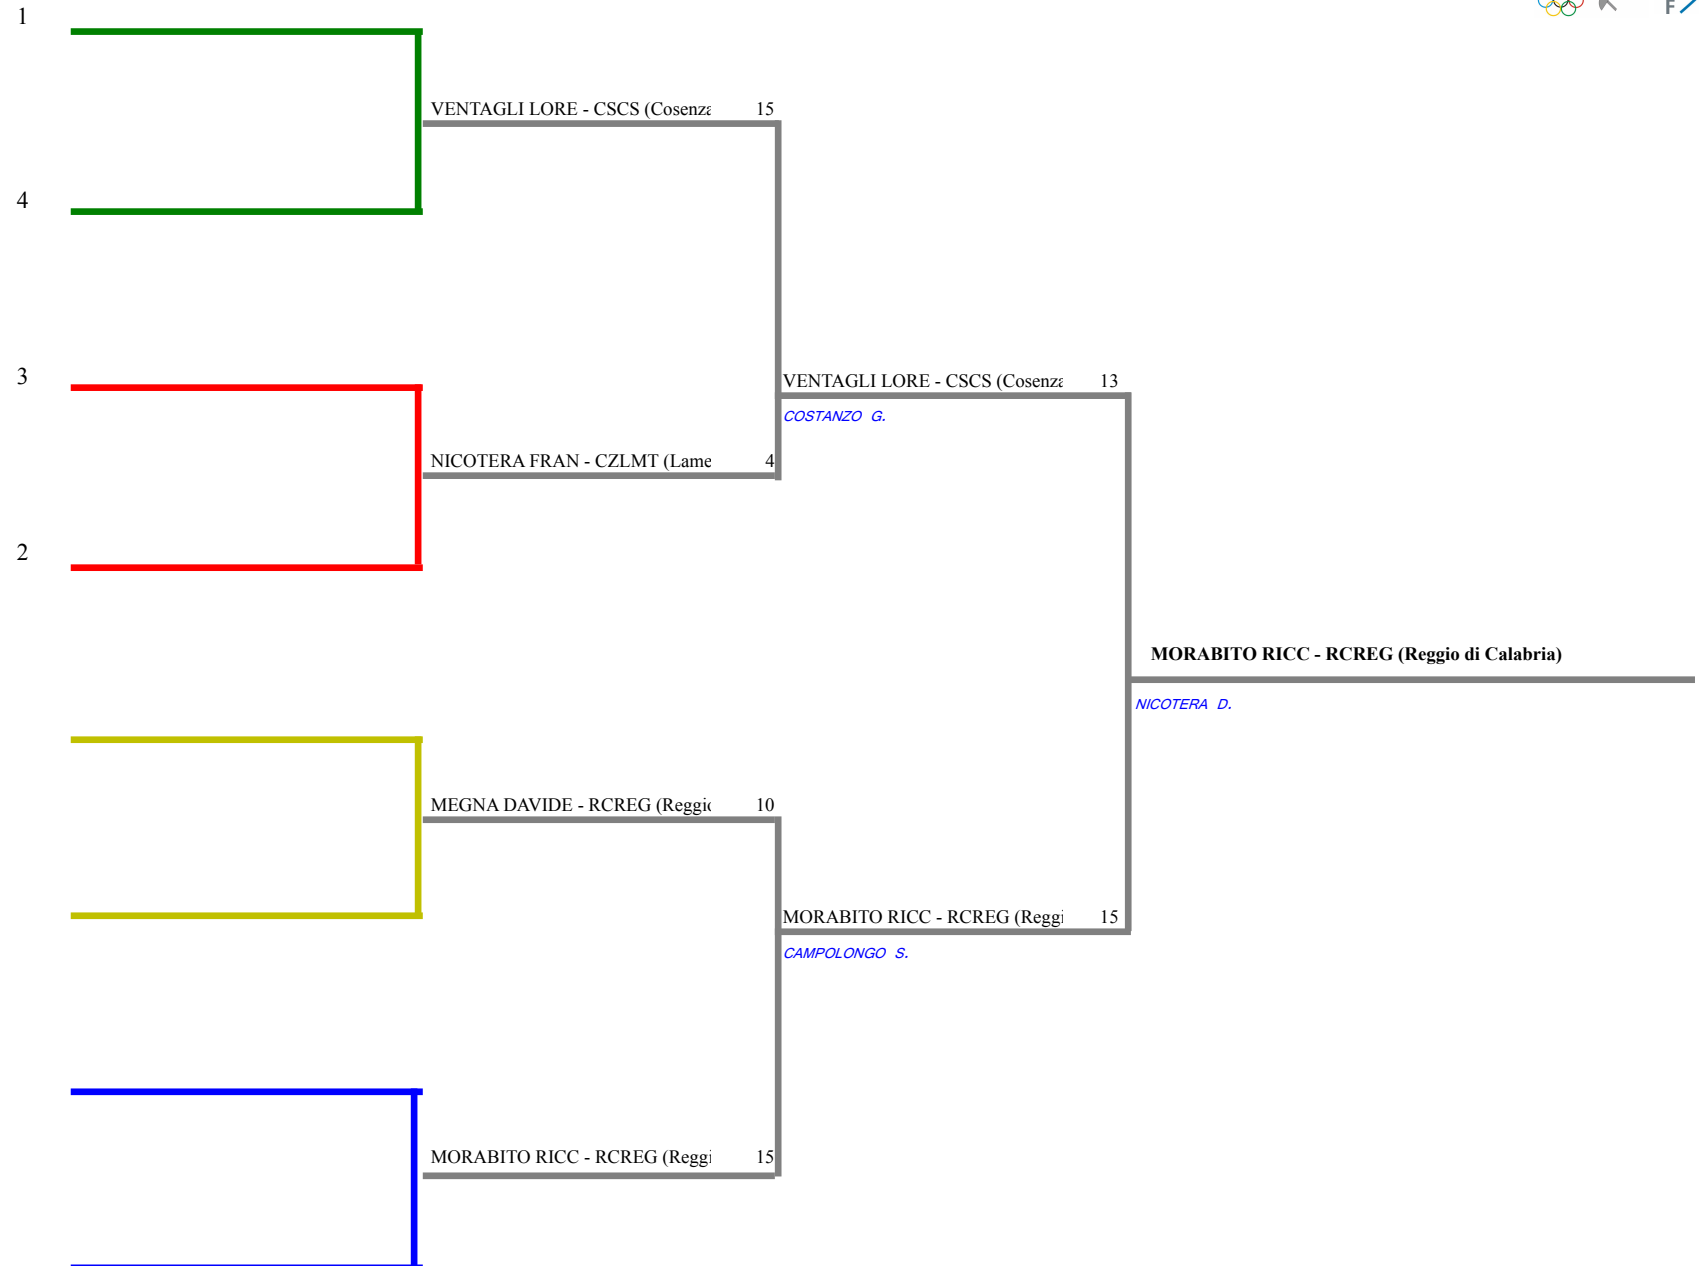 1
F
VENTAGLI LORE - CSCS (Cosenza 15
4
3
VENTAGLI LORE - CSCS (Cosenza 13
COSTANZO G.
NICOTERA FRAN - CZLMT (Lame 4
2
MORABITO RICC - RCREG (Reggio di Calabria)
NICOTERA D.
MEGNA DAVIDE - RCREG (Reggio 10
MORABITO RICC - RCREG (Reggi 15
CAMPOLONGO S.
MORABITO RICC - RCREG (Reggi 15